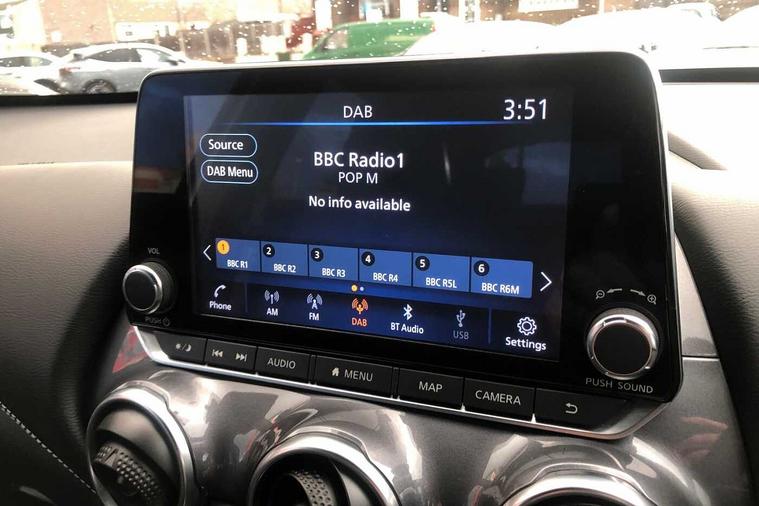 DAB 3:51
Source
BBC Radio1
DAB Menu
POP M
No info available
1 BBC R1
2 BBC R2
3 BBC R3
4 BBC R4
5 BBC R5L
6 BBC R6M
Phone
AM
FM
DAB
BT Audio
USB
Settings
VOL
PUSH
PUSH SOUND
AUDIO
MENU
MAP
CAMERA